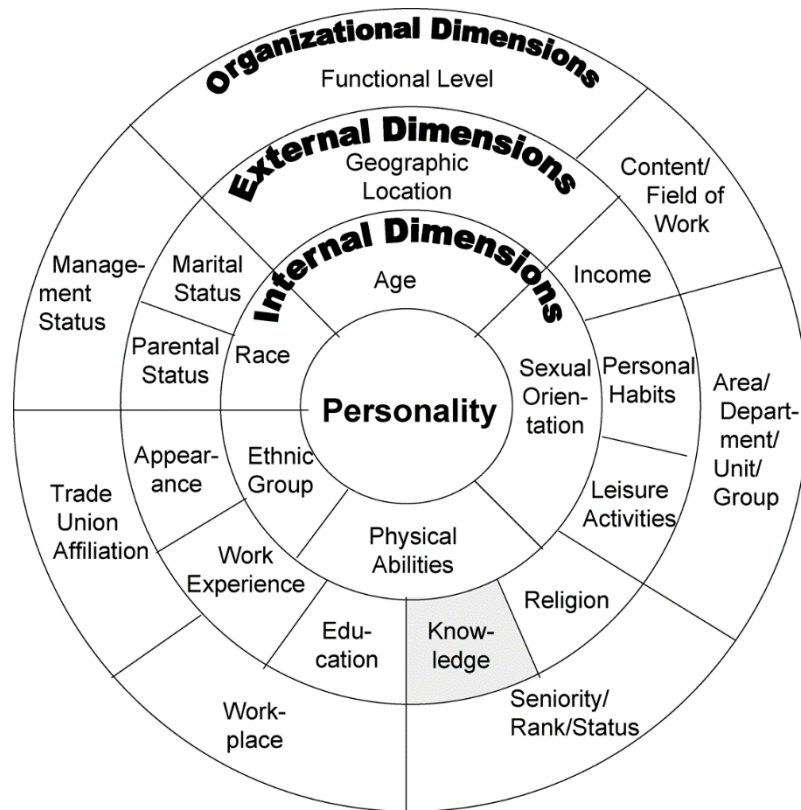 Organizational Dimensions
Functional Level
External Dimensions
Geographic
Location
Internal Dimensions
Age
Content/
Field of
Work
Income
Marital
Status
Manage-
ment
Status
Parental
Status
Race
Sexual
Orien-
tation
Personal
Habits
Area/
Depart-
ment/
Unit/
Group
Personality
Appear-
ance
Ethnic
Group
Trade
Union
Affiliation
Leisure
Activities
Work
Experience
Physical
Abilities
Religion
Edu-
cation
Know-
ledge
Work-
place
Seniority/
Rank/Status